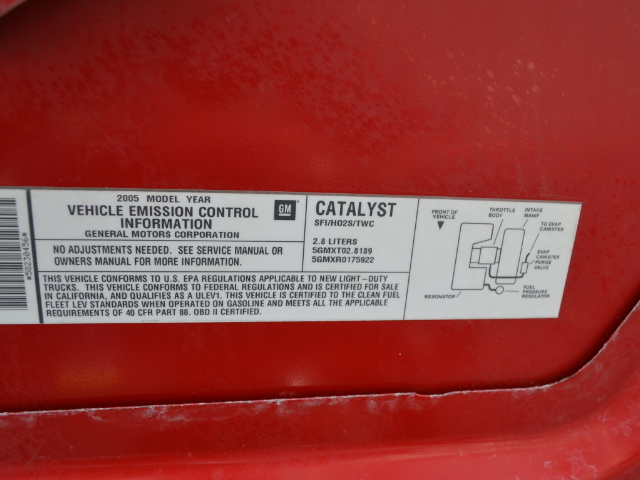 *50230456*
2005 MODEL YEAR
VEHICLE EMISSION CONTROL
INFORMATION
GENERAL MOTORS CORPORATION
GM
NO ADJUSTMENTS NEEDED. SEE SERVICE MANUAL OR
OWNERS MANUAL FOR MORE INFORMATION.
CATALYST
SFI/HO2S/TWC
2.8 LITERS
5GMXT02.8189
5GMXR0175922
THIS VEHICLE CONFORMS TO U.S. EPA REGULATIONS APPLICABLE TO NEW LIGHT-DUTY
TRUCKS. THIS VEHICLE CONFORMS TO FEDERAL REGULATIONS AND IS CERTIFIED FOR SALE
IN CALIFORNIA, AND QUALIFIES AS A ULEV1. THIS VEHICLE IS CERTIFIED TO THE CLEAN FUEL
FLEET LEV STANDARDS WHEN OPERATED ON GASOLINE AND MEETS ALL THE APPLICABLE
REQUIREMENTS OF 40 CFR PART 88. OBD II CERTIFIED.
FRONT OF
VEHICLE
THROTTLE
BODY
INTAKE
MANIF
TO EVAP
CANISTER
EVAP
CANISTER
PURGE
VALVE
RESONATOR
FUEL
PRESSURE
REGULATOR